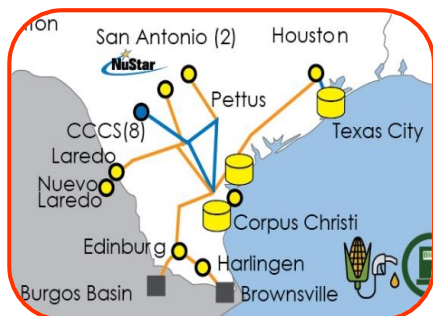 San Antonio (2)
Houston
NuStar
Pettus
CCCS(8)
Texas City
Laredo
Nuevo
Laredo
Corpus Christi
Edinburg
Harlingen
Burgos Basin
Brownsville